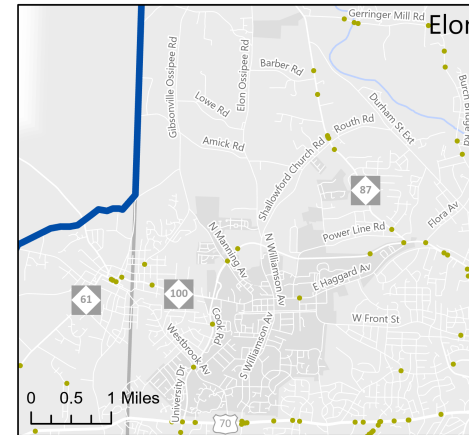 Gerringer Mill Rd
Elon
Gibsonville Ossipee Rd
Elon Ossipee Rd
Barber Rd
Lowe Rd
Durham St Ext
Burch Bridge Rd
Amick Rd
Shallowford Church Rd
Routh Rd
87
Flora Av
N Manning Av
N Williamson Av
Power Line Rd
E Haggard Av
61
100
Cook Rd
W Front St
Westbrook Av
S Williamson Av
University Dr
0 0.5 1 Miles
70